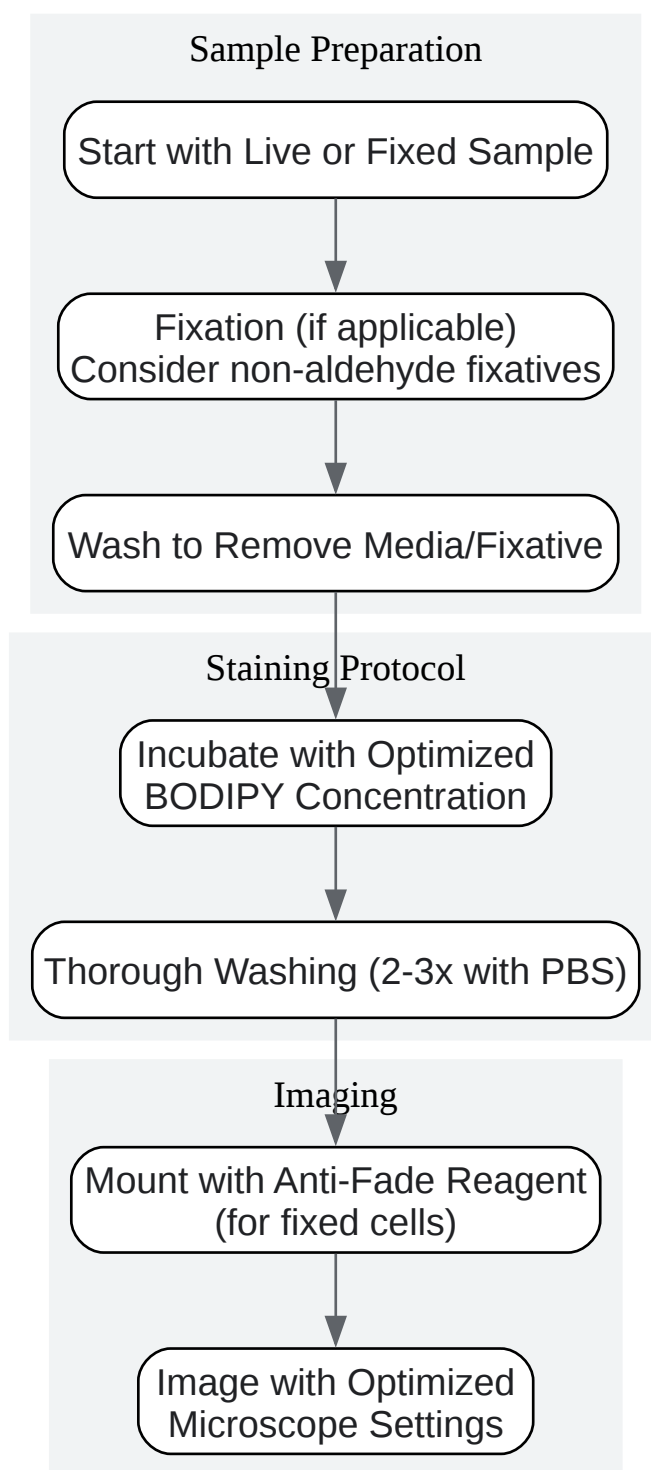 Sample Preparation
Start with Live or Fixed Sample
Fixation (if applicable)
Consider non-aldehyde fixatives
Wash to Remove Media/Fixative
Staining Protocol
Incubate with Optimized
BODIPY Concentration
Thorough Washing (2-3x with PBS)
Imaging
Mount with Anti-Fade Reagent
(for fixed cells)
Image with Optimized
Microscope Settings